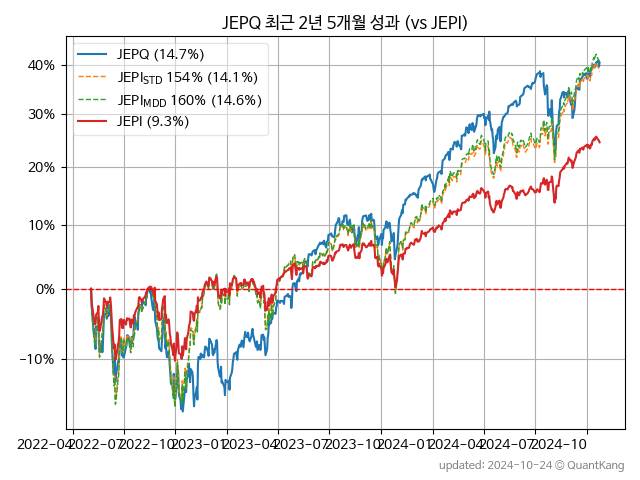 JEPQ 최근 2년 5개월 성과 (vs JEPI)
JEPQ (14.7%)
JEPI_STD 154% (14.1%)
JEPI_MDD 160% (14.6%)
JEPI (9.3%)
40%
30%
20%
10%
0%
−10%
2022-04
2022-07
2022-10
2023-01
2023-04
2023-07
2023-10
2024-01
2024-04
2024-07
2024-10
updated: 2024-10-24 @ QuantKang